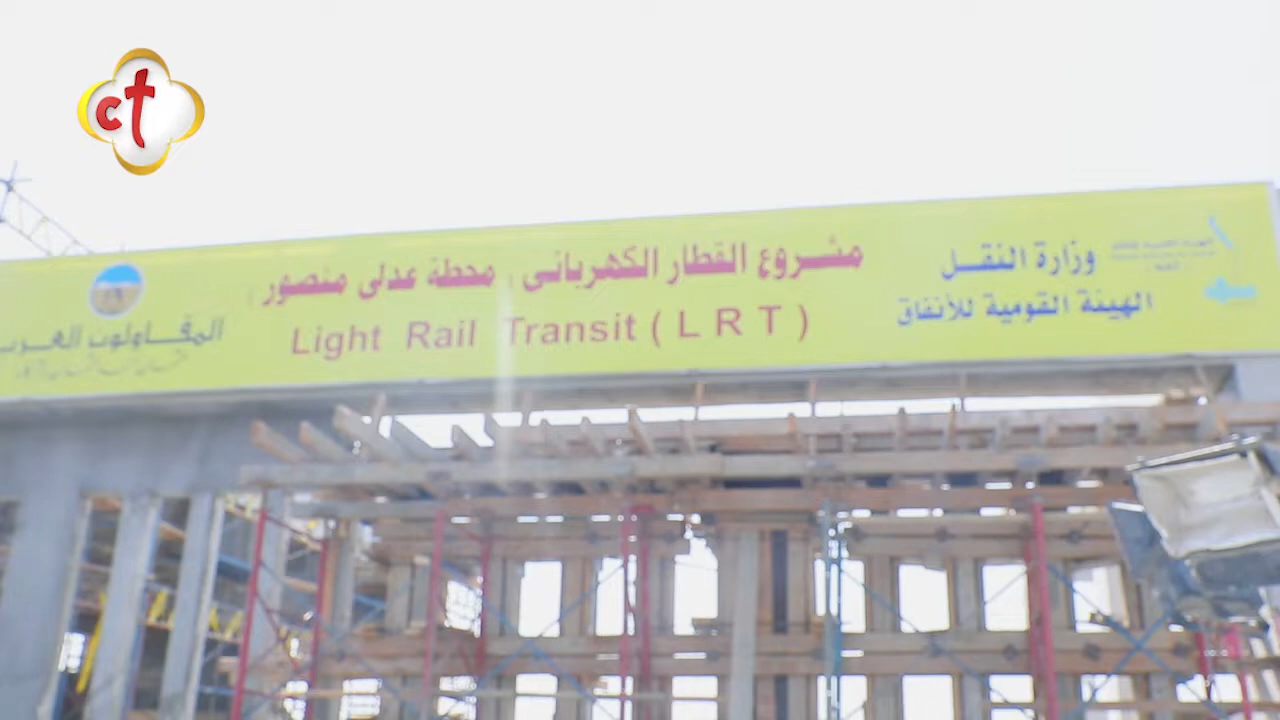 ct
وزارة النقل
الهيئة القومية للأنفاق
مشروع القطار الكهربائى محطة عدلى منصور
Light Rail Transit ( L R T )
المقاولون العرب